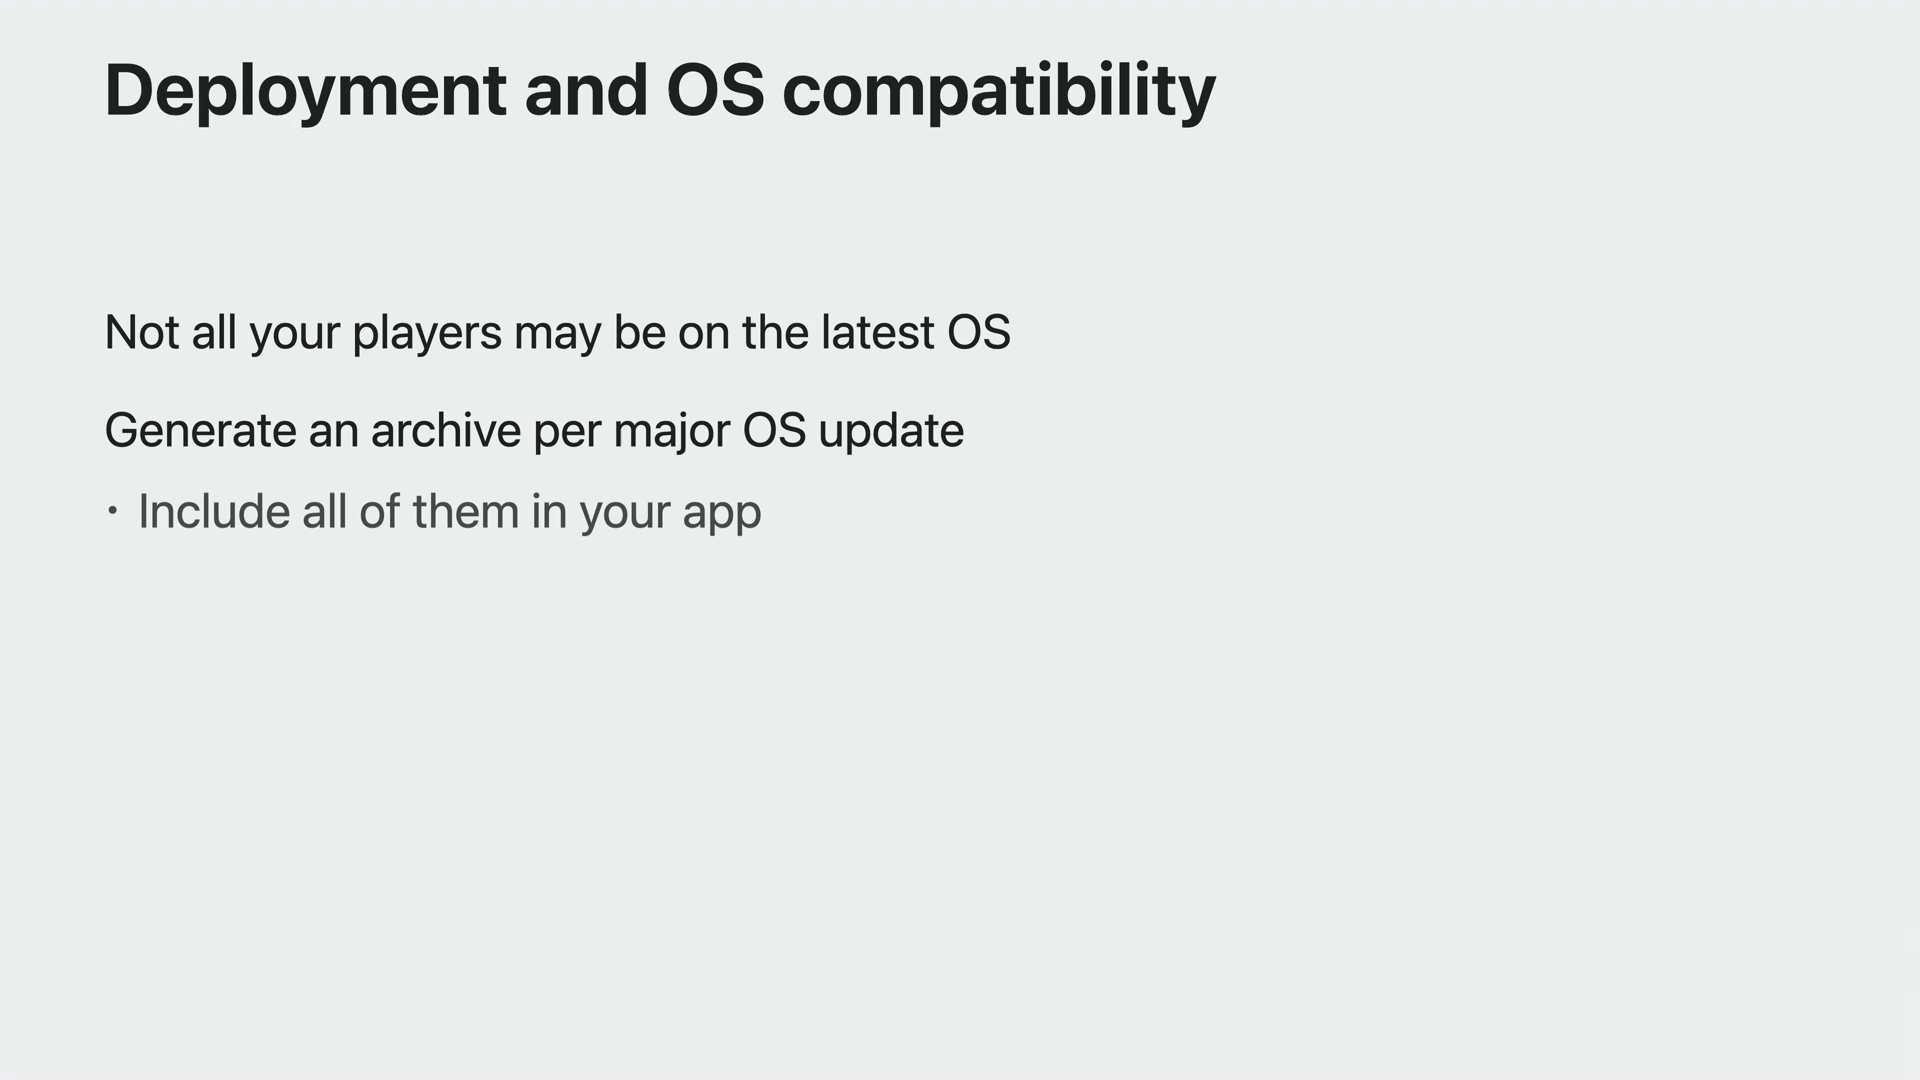 Deployment and OS compatibility
Not all your players may be on the latest OS
Generate an archive per major OS update
• Include all of them in your app